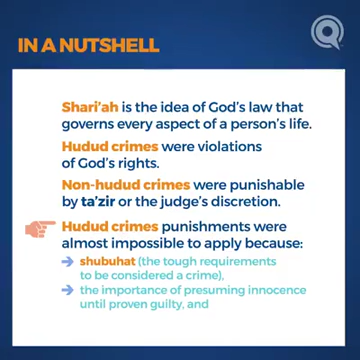 IN A NUTSHELL
Shari'ah is the idea of God's law that
governs every aspect of a person's life.
Hudud crimes were violations
of God's rights.
Non-hudud crimes were punishable
by ta'zir or the judge's discretion.
Hudud crimes punishments were
almost impossible to apply because:
shubuhat (the tough requirements
to be considered a crime),
the importance of presuming innocence
until proven guilty, and